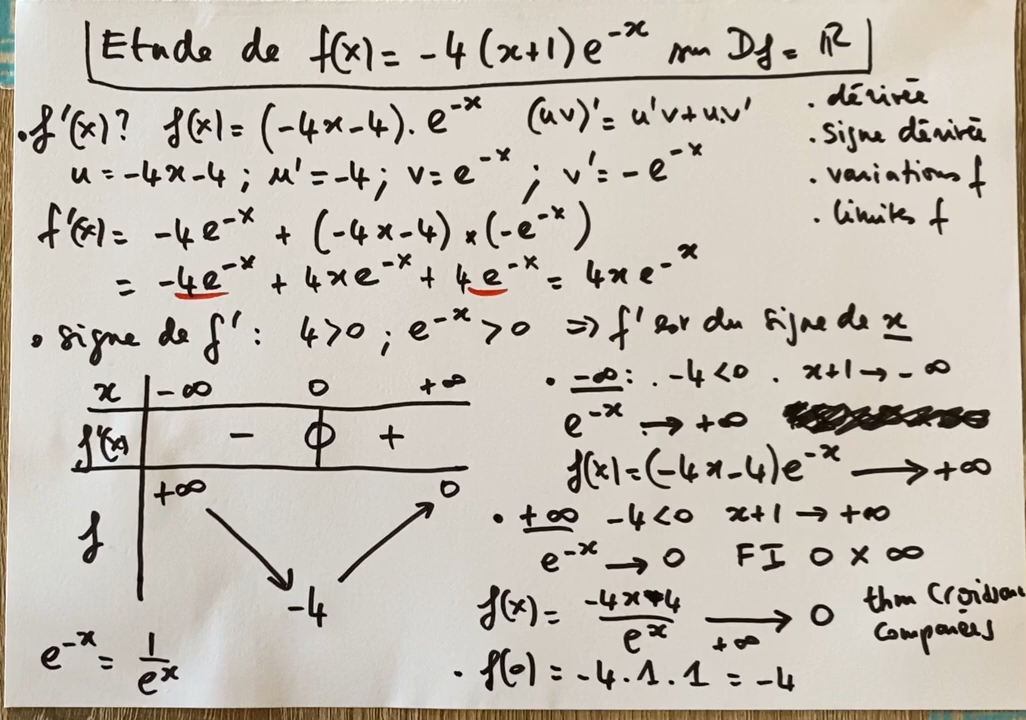 Etude de f(x) = -4(x+1)e^{-x} sur Df = ℝ
. dérivée
. signe dérivée
. variations f
. limites f
. f'(x)? f(x) = (-4x-4).e^{-x} (uv)' = u'v+u.v'
u = -4x-4 ; u' = -4 ; v = e^{-x} ; v' = -e^{-x}
f'(x) = -4e^{-x} + (-4x-4) × (-e^{-x})
= -4e^{-x} + 4xe^{-x} + 4e^{-x} = 4xe^{-x}
. signe de f' : 4>0 ; e^{-x} >0 => f' est du signe de x
x -∞ 0 +∞
f'(x) - 0 +
f +∞ -4 0
e^{-x} = 1/e^x
. -∞: . -4<0 . x+1 → -∞
e^{-x} → +∞
f(x) = (-4x-4)e^{-x} → +∞
. +∞ -4<0 x+1 → +∞
e^{-x} → 0 FI 0 × ∞
f(x) = (-4x-4)/e^x → 0 thm Croissances
+∞ comparées
. f(0) = -4.1.1 = -4